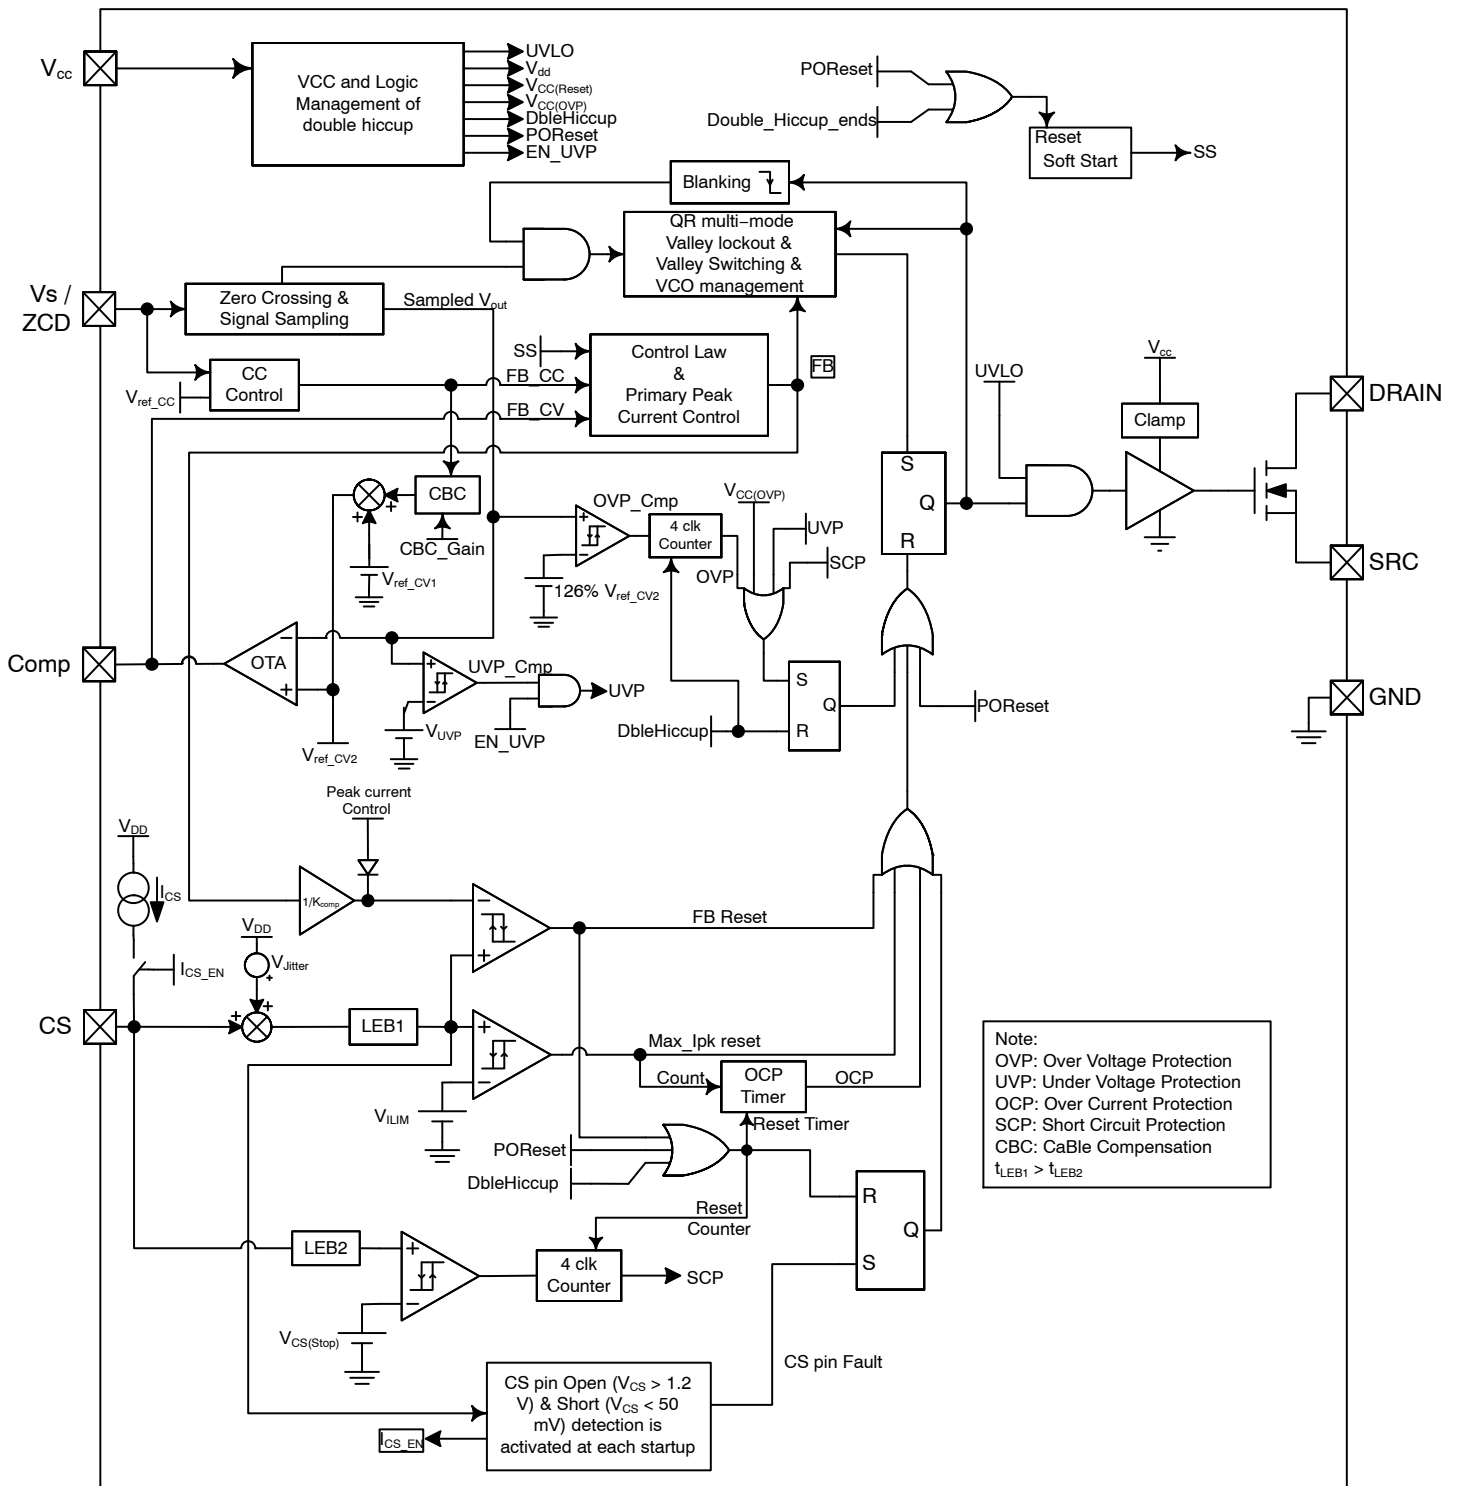 Vcc
VCC and Logic
Management of
double hiccup
UVLO
Vdd
VCC(Reset)
VCC(OVP)
DbleHiccup
POReset
EN_UVP
POReset
Double_Hiccup_ends
Reset
Soft Start
SS
Blanking
QR multi−mode
Valley lockout &
Valley Switching &
VCO management
Vs /
ZCD
Zero Crossing &
Signal Sampling
Sampled Vout
CC
Control
Vref_CC
SS
FB_CC
FB_CV
Control Law
&
Primary Peak
Current Control
FB
UVLO
Vcc
Clamp
DRAIN
S
Q
R
CBC
CBC_Gain
Vref_CV1
OVP_Cmp
+
−
126% Vref_CV2
4 clk
Counter
OVP
VCC(OVP)
UVP
SCP
SRC
Comp
OTA
−
+
Vref_CV2
UVP_Cmp
+
−
VUVP
EN_UVP
UVP
DbleHiccup
S
Q
R
POReset
GND
Peak current
Control
VDD
ICS
1/Kcomp
−
+
FB Reset
VDD
VJitter
+
ICS_EN
CS
+
+
LEB1
+
−
VILIM
Max_Ipk reset
Count
OCP
Timer
OCP
Reset Timer
POReset
DbleHiccup
Reset
Counter
R
Q
S
Note:
OVP: Over Voltage Protection
UVP: Under Voltage Protection
OCP: Over Current Protection
SCP: Short Circuit Protection
CBC: CaBle Compensation
tLEB1 > tLEB2
LEB2
+
−
VCS(Stop)
4 clk
Counter
SCP
CS pin Fault
CS pin Open (VCS > 1.2
V) & Short (VCS < 50
mV) detection is
activated at each startup
ICS_EN